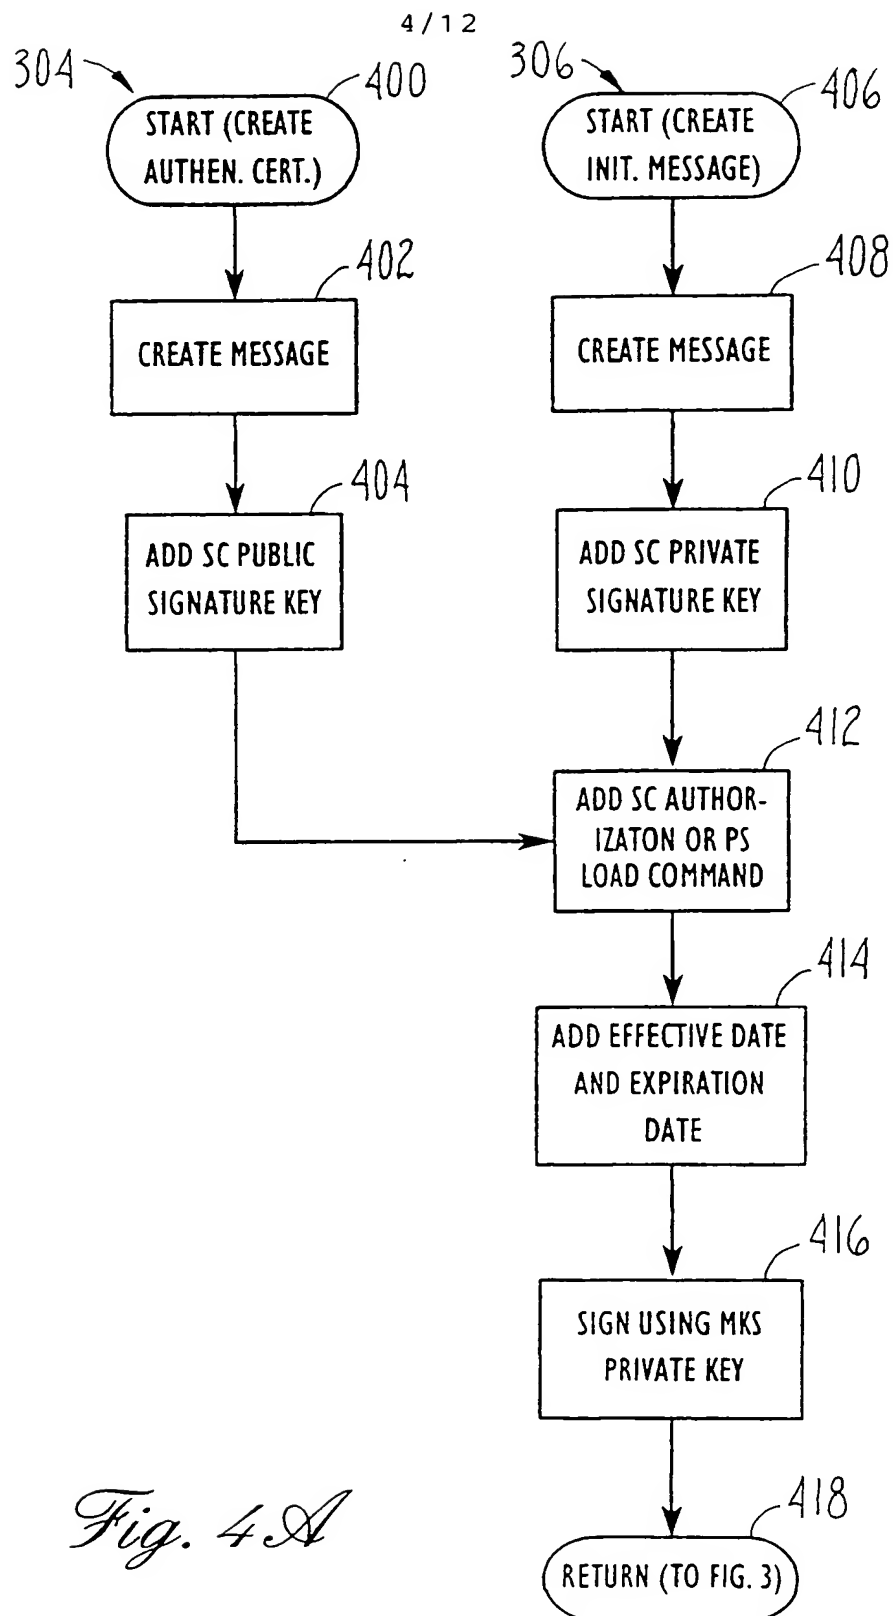 4/12
304
400
START (CREATE
AUTHEN. CERT.)
402
CREATE MESSAGE
404
ADD SC PUBLIC
SIGNATURE KEY
306
406
START (CREATE
INIT. MESSAGE)
408
CREATE MESSAGE
410
ADD SC PRIVATE
SIGNATURE KEY
412
ADD SC AUTHOR-
IZATON OR PS
LOAD COMMAND
414
ADD EFFECTIVE DATE
AND EXPIRATION
DATE
416
SIGN USING MKS
PRIVATE KEY
418
RETURN (TO FIG. 3)
Fig. 4A